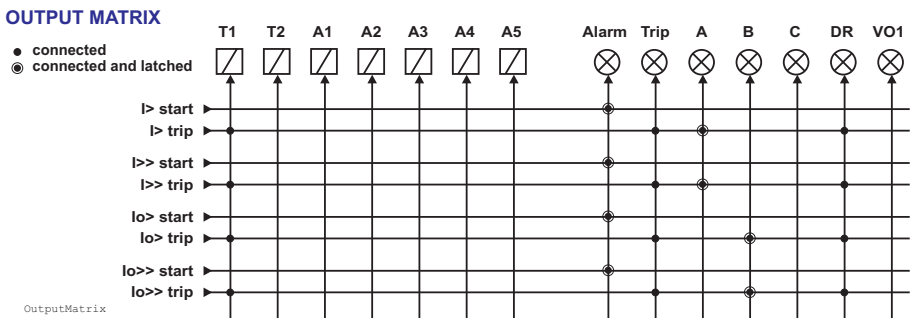 OUTPUT MATRIX
T1 T2 A1 A2 A3 A4 A5 Alarm Trip A B C DR VO1
connected
connected and latched
I> start
I> trip
I>> start
I>> trip
Io> start
Io> trip
Io>> start
Io>> trip
OutputMatrix